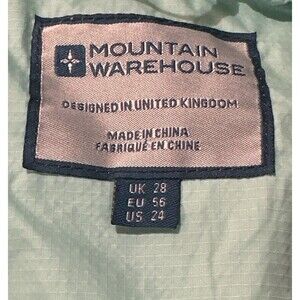 MOUNTAIN
WAREHOUSE
DESIGNED IN UNITED KINGDOM
MADE IN CHINA
FABRIQUÉ EN CHINE
UK 28
EU 56
US 24